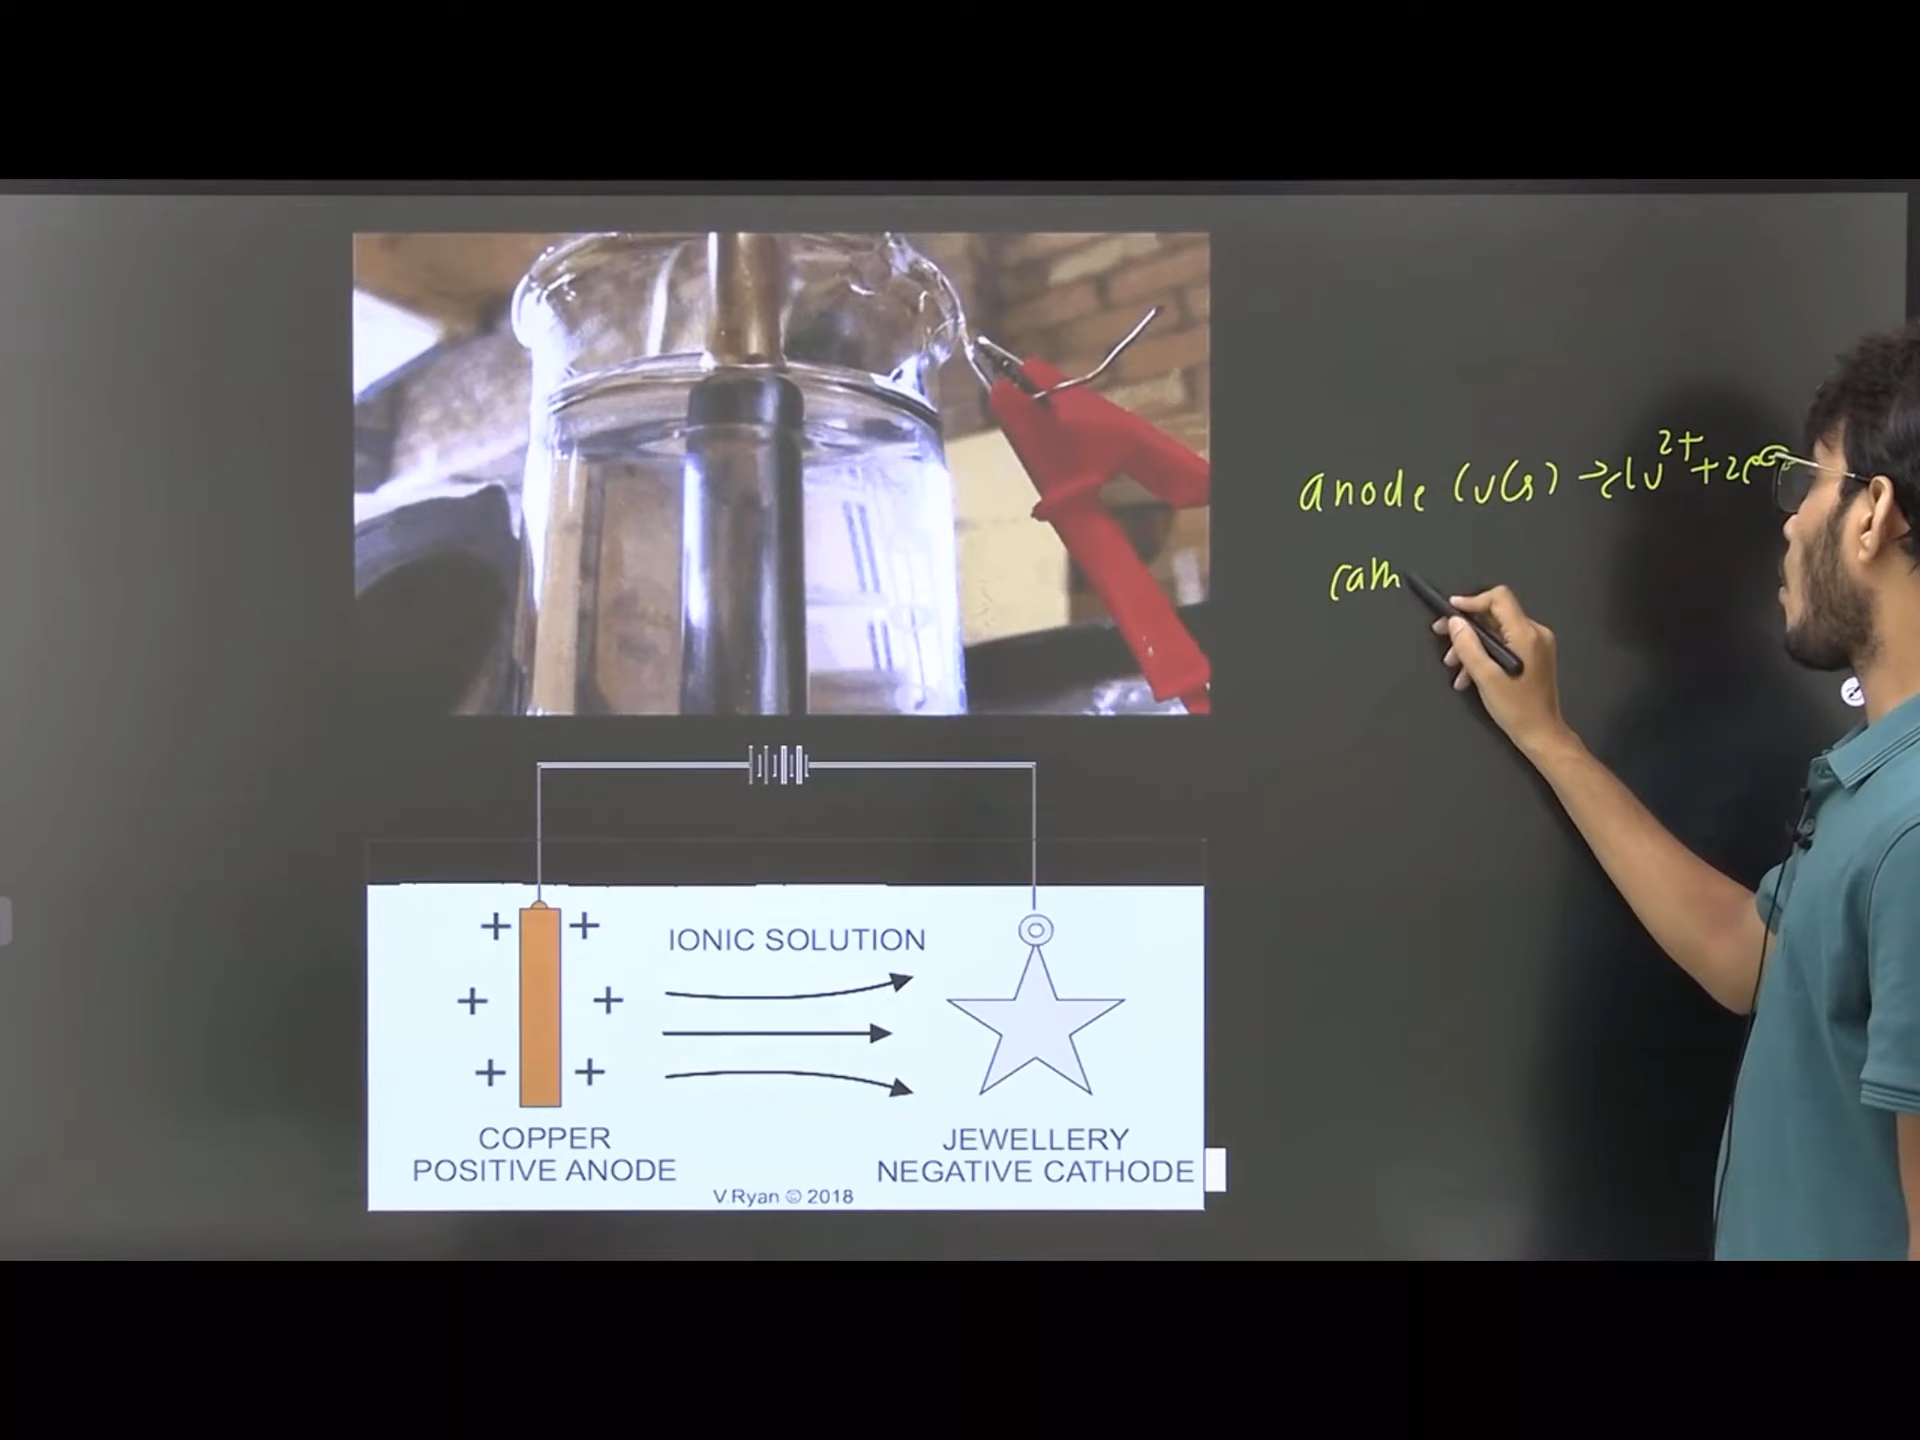 anode Cu(s) → Cu²⁺ + 2e
cath
IONIC SOLUTION
COPPER
POSITIVE ANODE
JEWELLERY
NEGATIVE CATHODE
V.Ryan © 2018